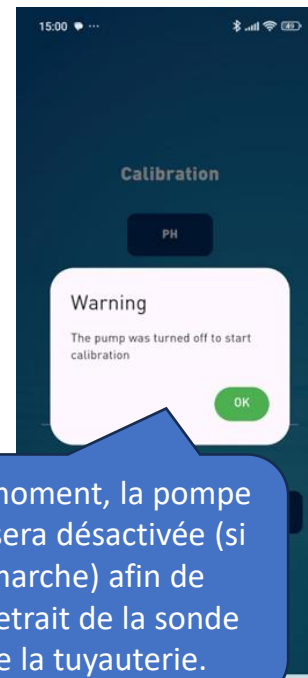 15:00
Calibration
PH
Warning
The pump was turned off to start
calibration
OK
moment, la pompe
sera désactivée (si
marche) afin de
retrait de la sonde
la tuyauterie.